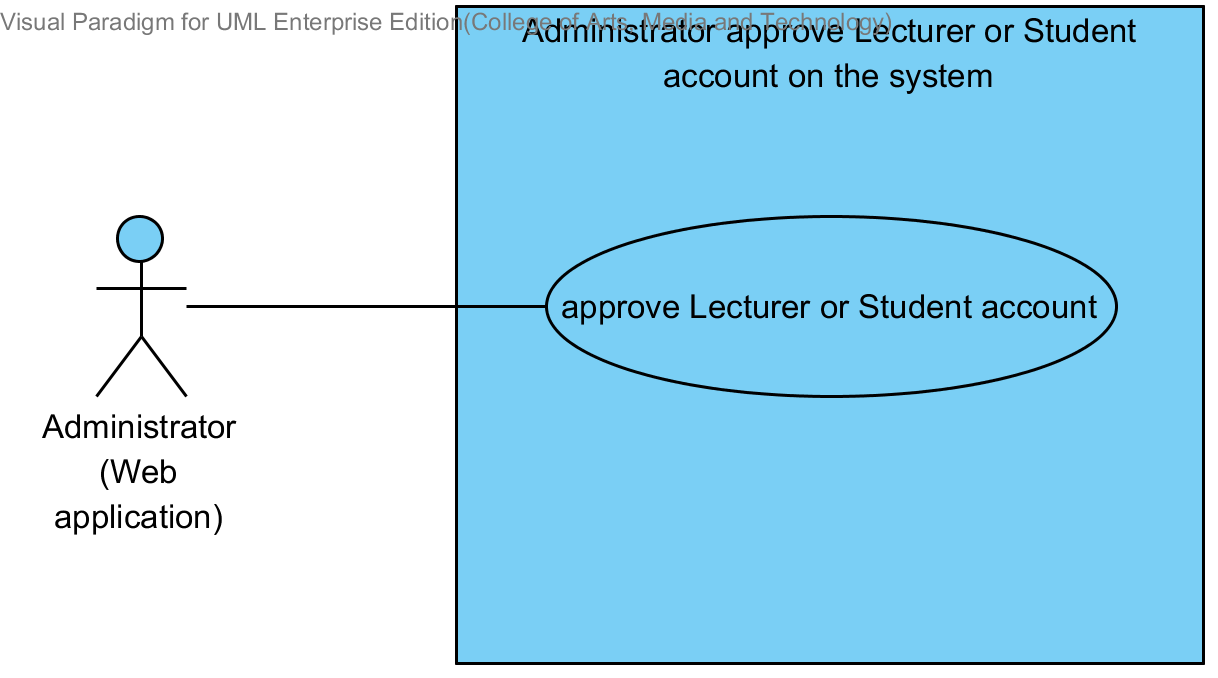 Visual Paradigm for UML Enterprise Edition(College of Arts, Media and Technology)
Administrator approve Lecturer or Student
account on the system
approve Lecturer or Student account
Administrator
(Web
application)